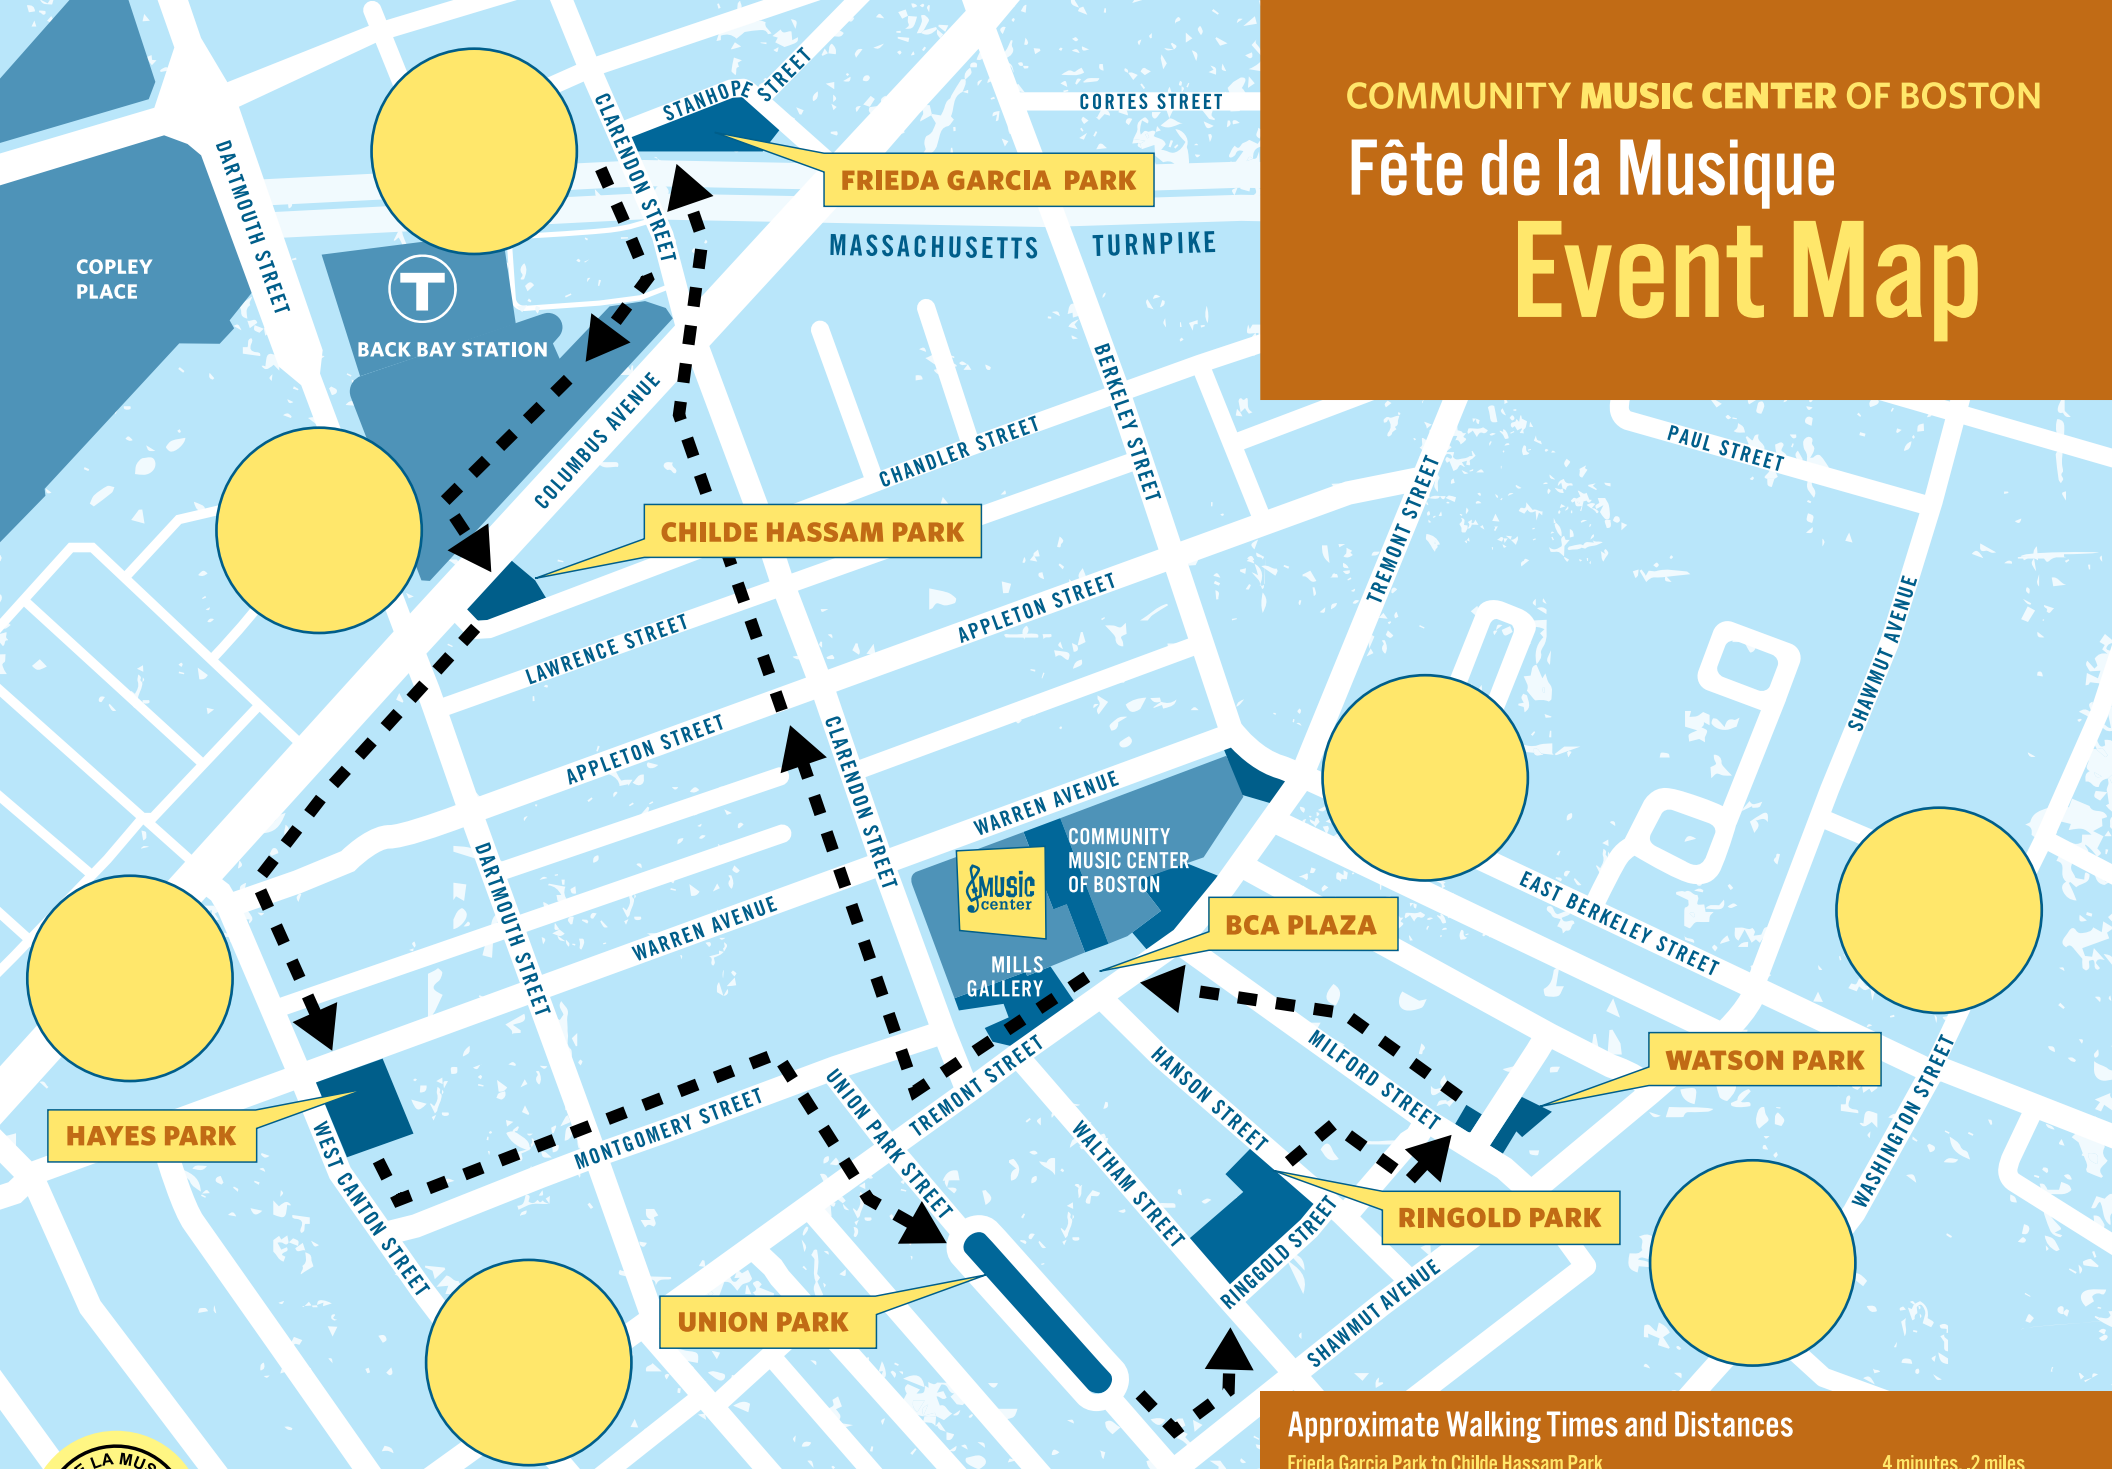 COMMUNITY MUSIC CENTER OF BOSTON
Fête de la Musique
Event Map
STANHOPE STREET
CORTES STREET
CLARENDON STREET
DARTMOUTH STREET
FRIEDA GARCIA PARK
MASSACHUSETTS TURNPIKE
COPLEY
PLACE
T
BACK BAY STATION
COLUMBUS AVENUE
BERKELEY STREET
CHANDLER STREET
PAUL STREET
TREMONT STREET
CHILDE HASSAM PARK
LAWRENCE STREET
APPLETON STREET
SHAWMUT AVENUE
APPLETON STREET
CLARENDON STREET
WARREN AVENUE
COMMUNITY
MUSIC CENTER
OF BOSTON
MUSIC
center
DARTMOUTH STREET
WARREN AVENUE
EAST BERKELEY STREET
BCA PLAZA
MILLS
GALLERY
TREMONT STREET
MILFORD STREET
WATSON PARK
HANSON STREET
WASHINGTON STREET
MONTGOMERY STREET
UNION PARK STREET
HAYES PARK
WEST CANTON STREET
WALTHAM STREET
RINGOLD PARK
RINGGOLD STREET
UNION PARK
SHAWMUT AVENUE
Approximate Walking Times and Distances
Frieda Garcia Park to Childe Hassam Park 4 minutes, .2 miles
E LA MUS